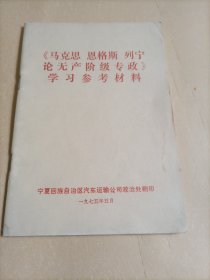 《马克思 恩格斯 列宁
论无产阶级专政》
学习参考材料
宁夏回族自治区汽车运输公司政治处翻印
一九七五年三月